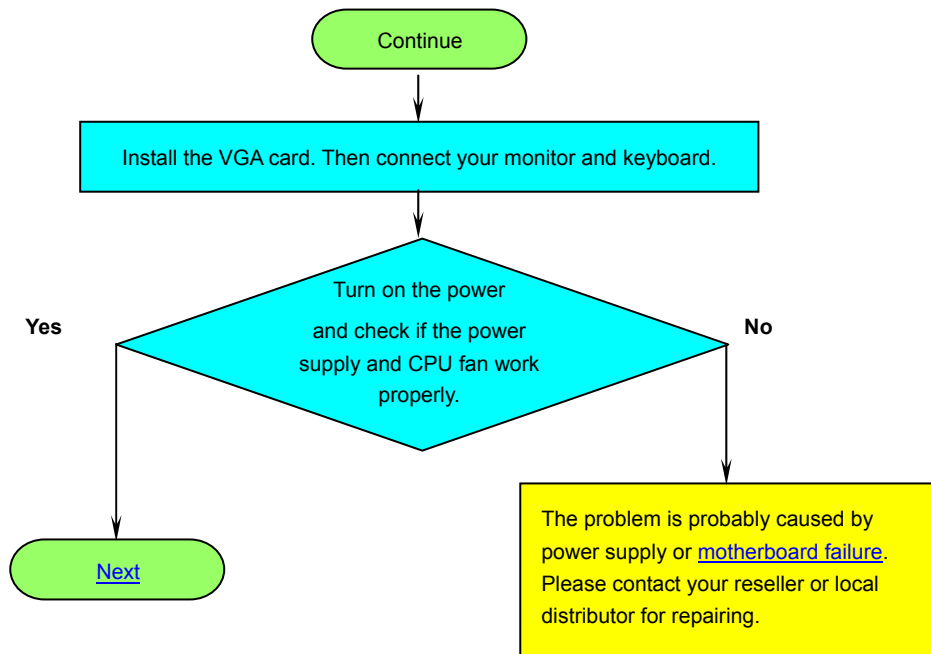 Continue
Install the VGA card. Then connect your monitor and keyboard.
Turn on the power
and check if the power
supply and CPU fan work
properly.
Yes
No
Next
The problem is probably caused by
power supply or motherboard failure.
Please contact your reseller or local
distributor for repairing.